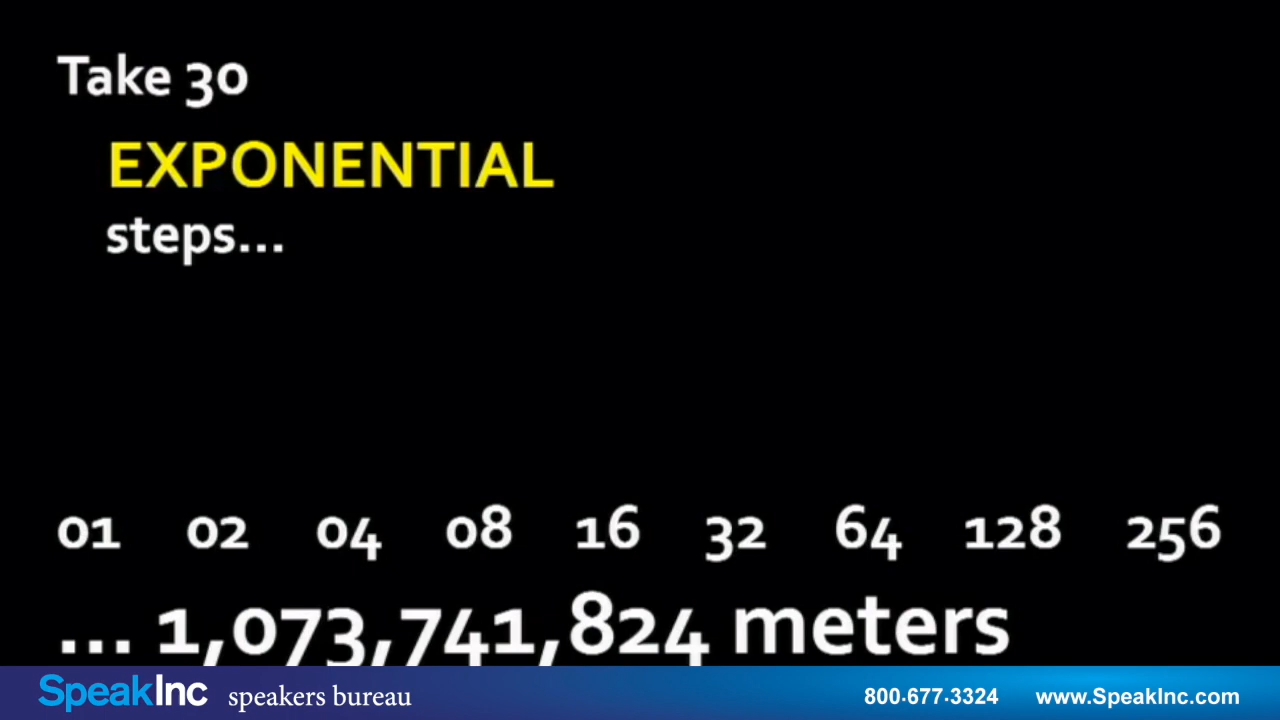 Take 30
EXPONENTIAL
steps...
01 02 04 08 16 32 64 128 256
... 1,073,741,824 meters
SpeakInc speakers bureau 800-677-3324 www.SpeakInc.com